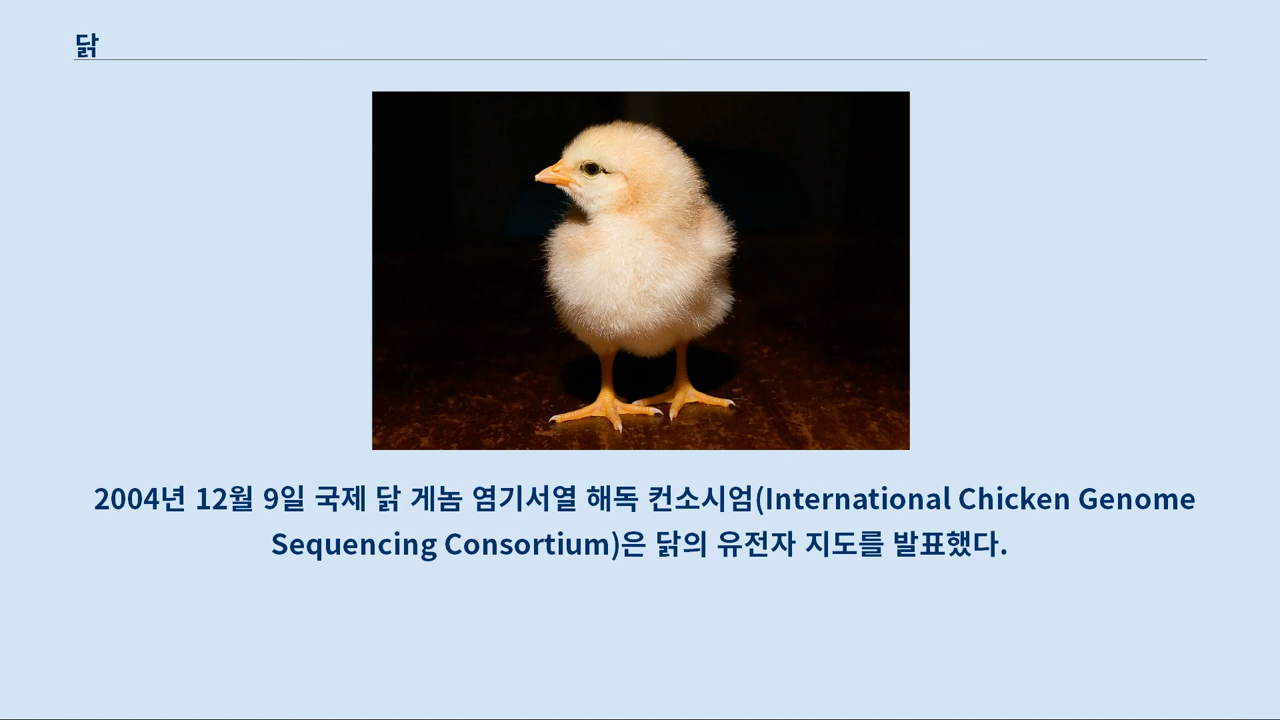 닭
2004년 12월 9일 국제 닭 게놈 염기서열 해독 컨소시엄(International Chicken Genome
Sequencing Consortium)은 닭의 유전자 지도를 발표했다.